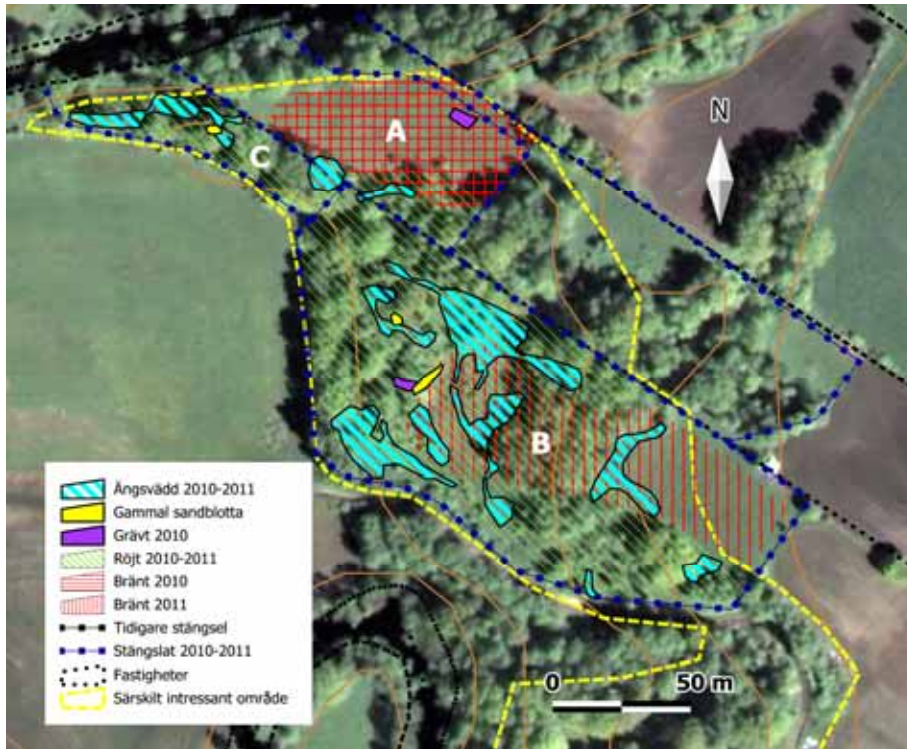 A
N
C
B
Ängsvädd 2010-2011
Gammal sandblotta
Grävt 2010
Röjt 2010-2011
Bränt 2010
Bränt 2011
Tidigare stängsel
Stängslat 2010-2011
Fastigheter
Särskilt intressant område
0 50 m